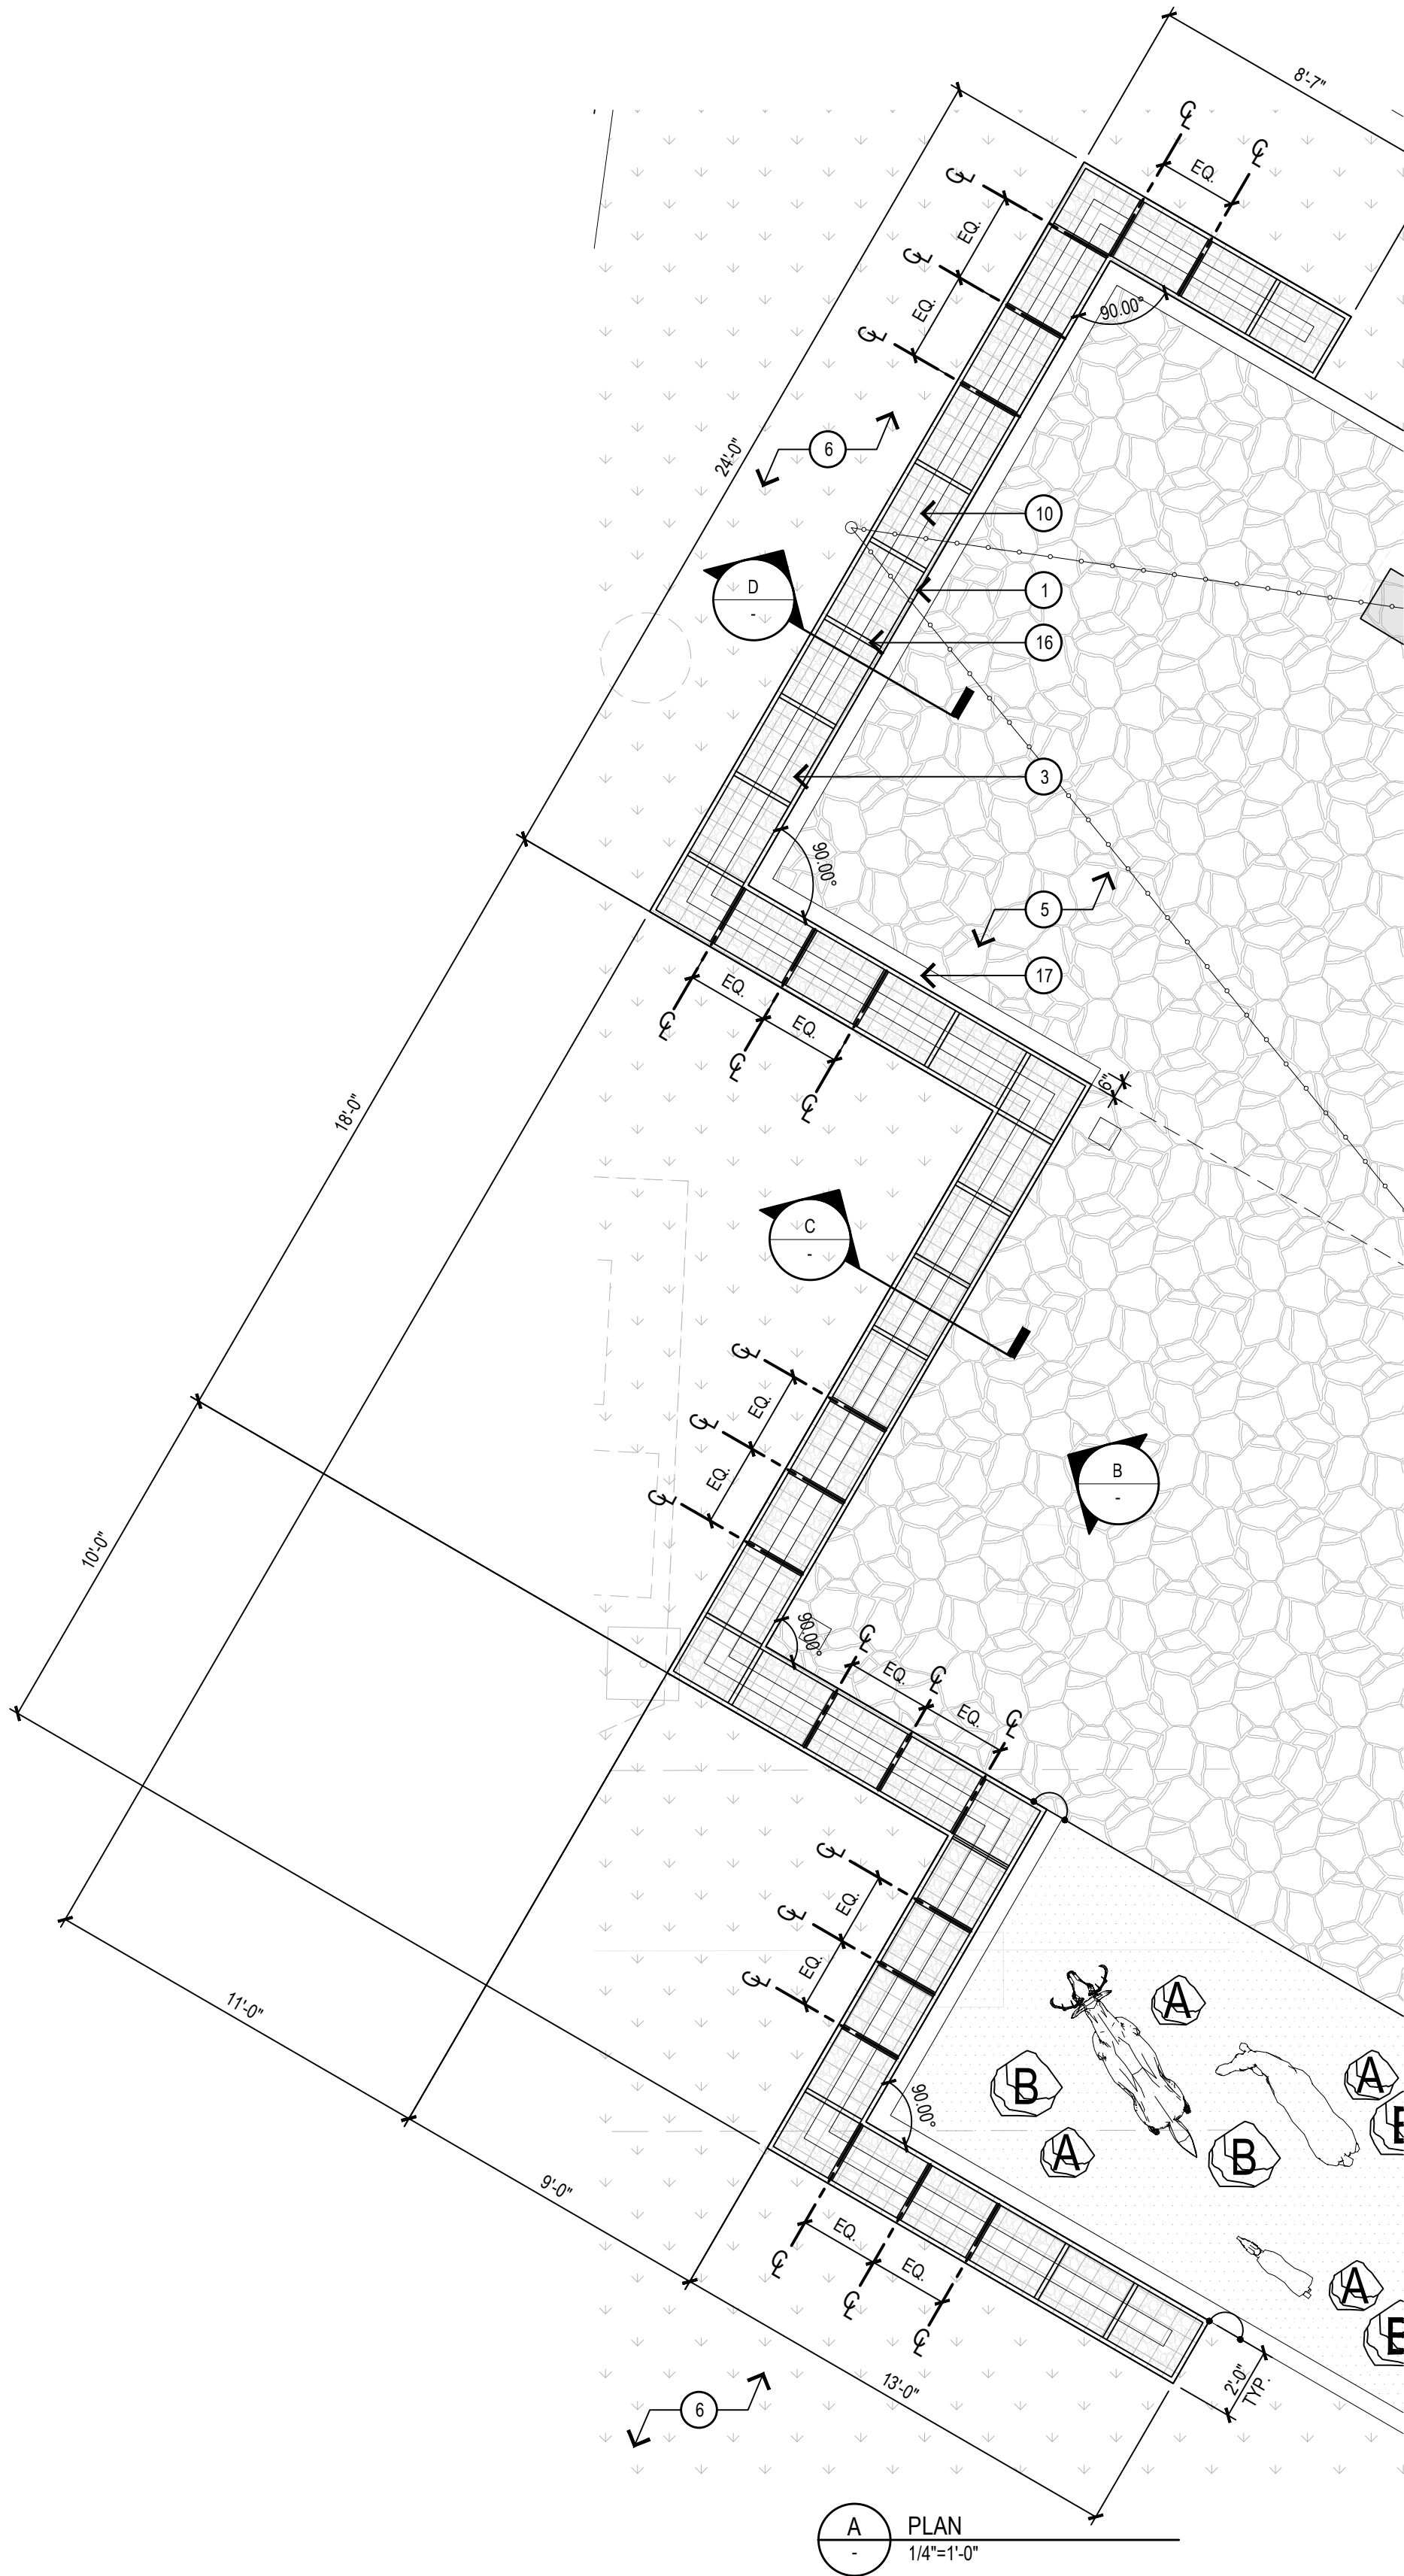 8'-7"
℄
℄
EQ.
℄
EQ.
℄
EQ.
90.00°
℄
24'-0"
6
10
D
-
1
16
3
90.00°
5
17
EQ.
℄
EQ.
℄
6"
℄
18'-0"
C
-
℄
EQ.
℄
EQ.
B
-
℄
10'-0"
90.00°
℄
EQ.
℄
EQ.
℄
℄
EQ.
℄
EQ.
℄
11'-0"
A
B
A
90.00°
A
B
B
9'-0"
EQ.
℄
EQ.
℄
A
℄
B
13'-0"
2'-0"
TYP.
6
A
-
PLAN
1/4"=1'-0"